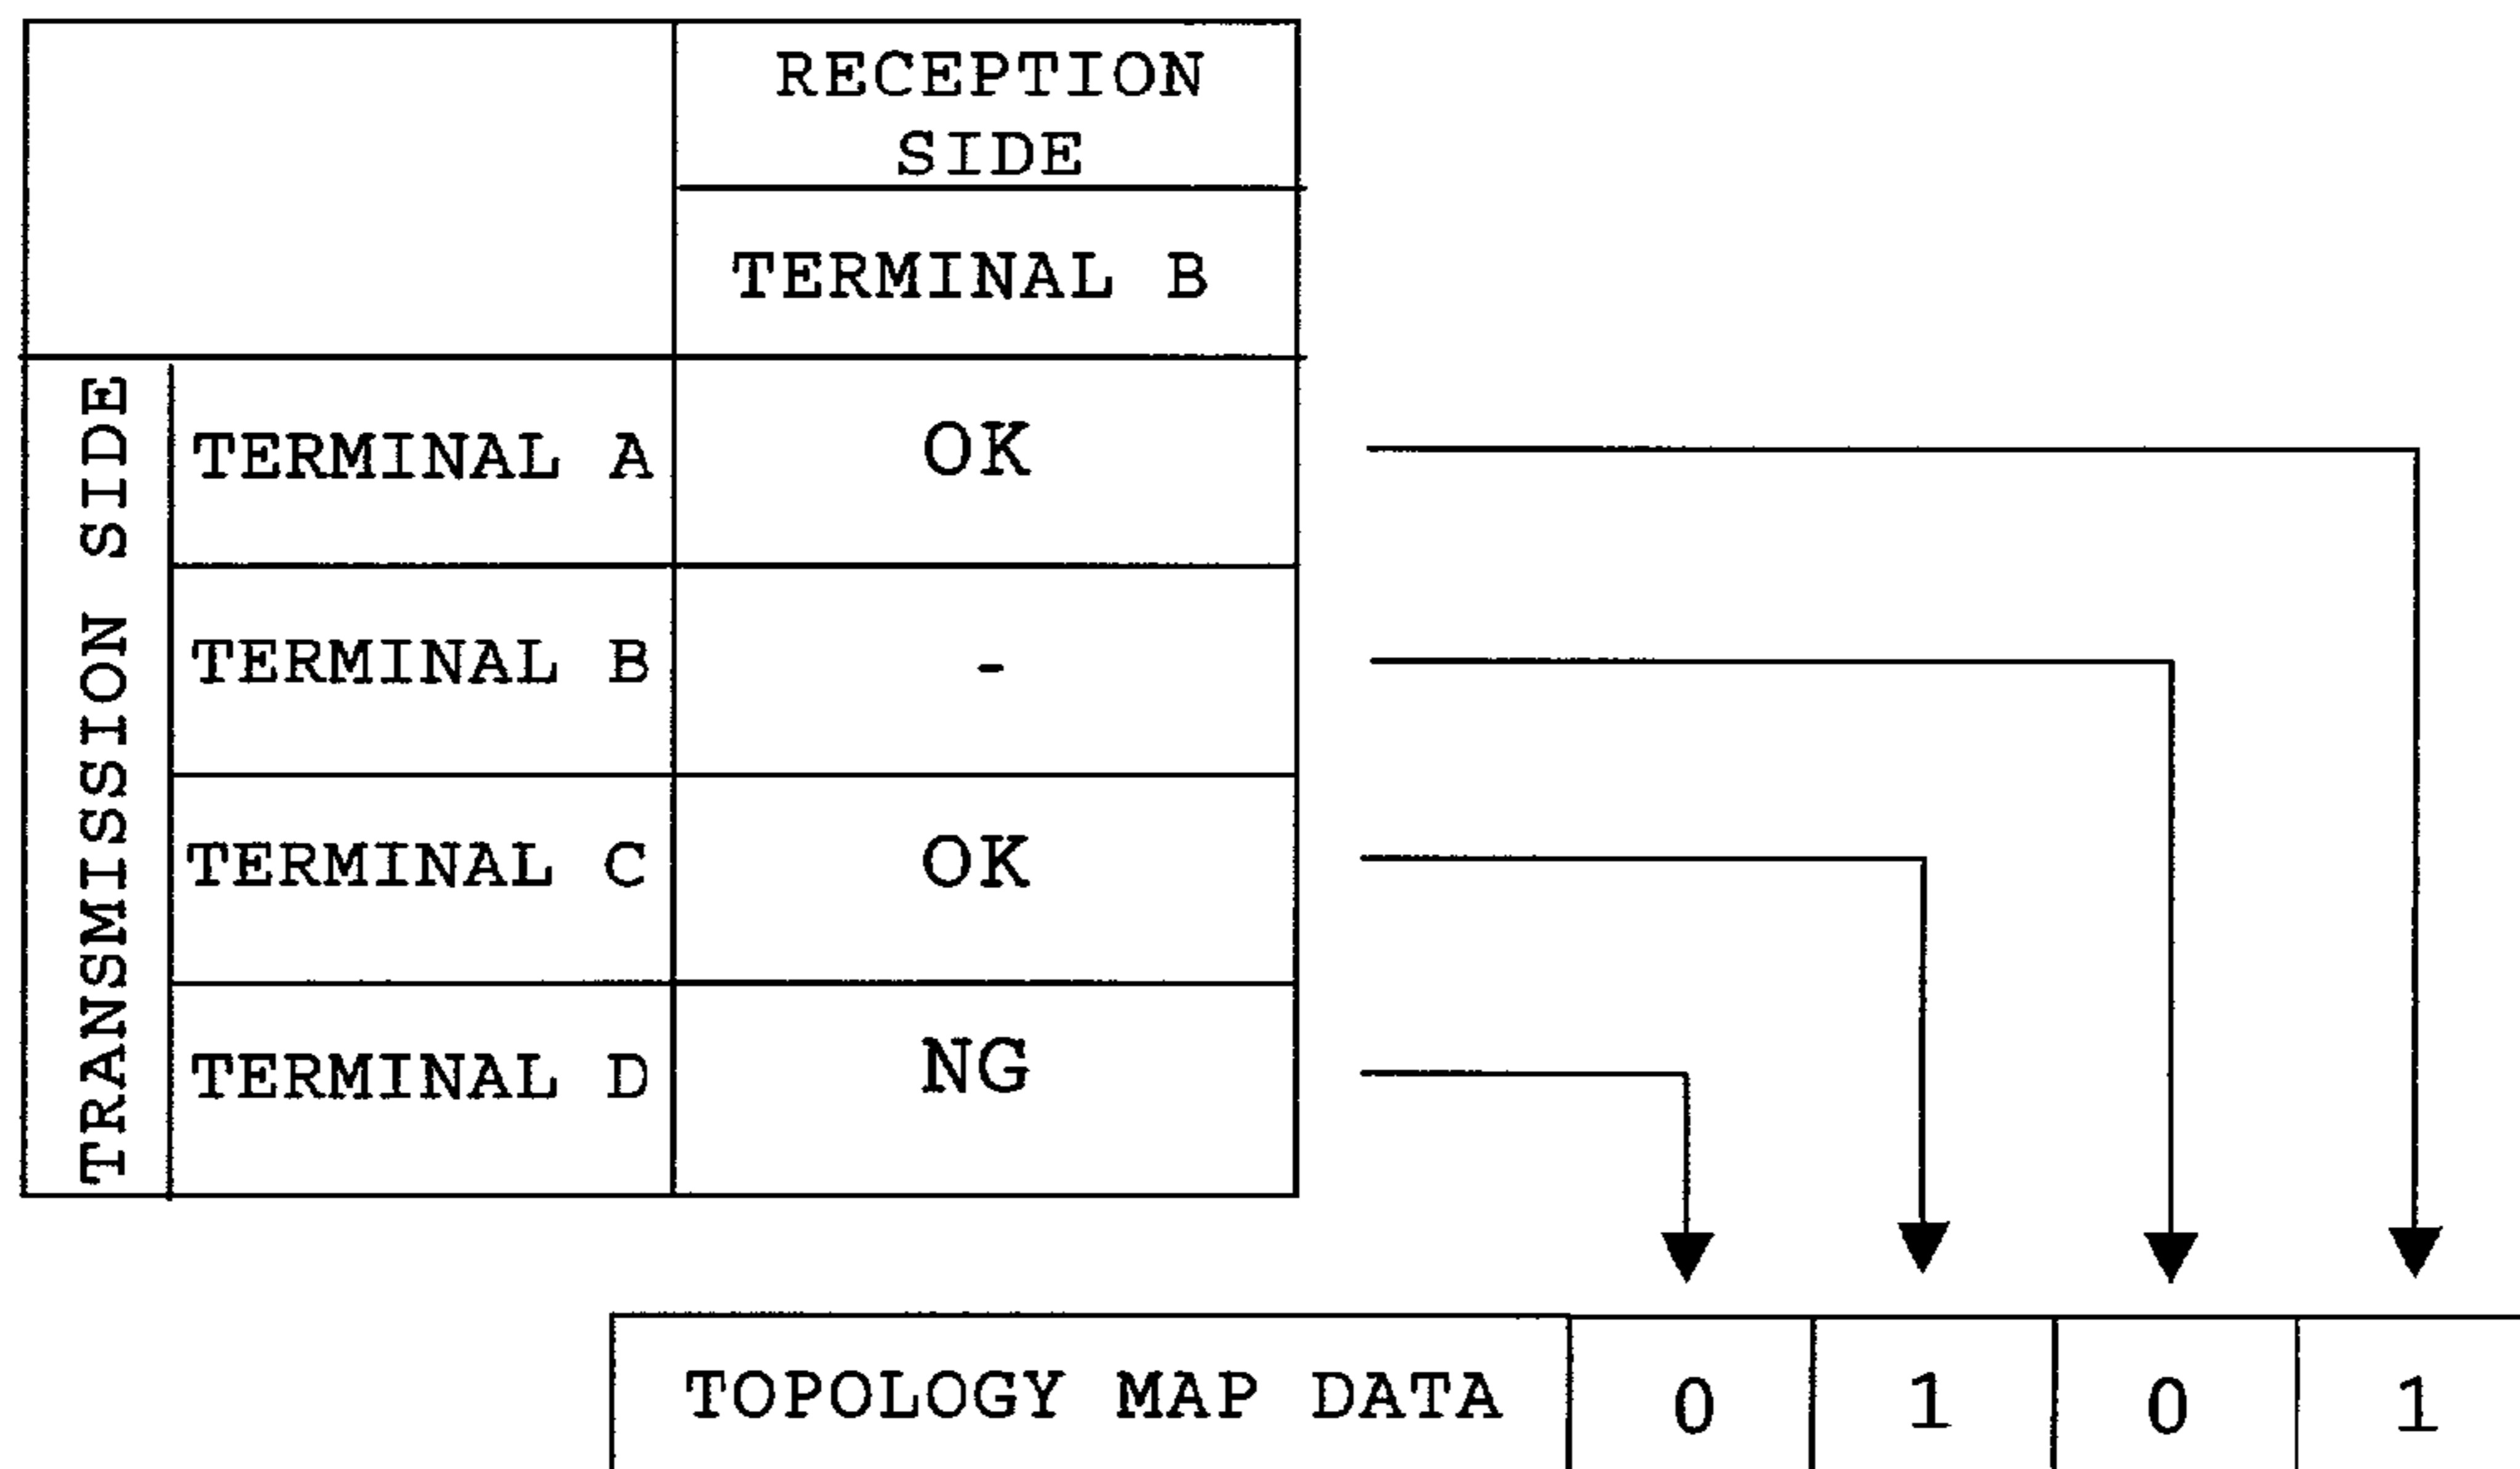 RECEPTION
SIDE
TERMINAL B
TRANSMISSION SIDE
TERMINAL A OK
TERMINAL B -
TERMINAL C OK
TERMINAL D NG
TOPOLOGY MAP DATA 0 1 0 1